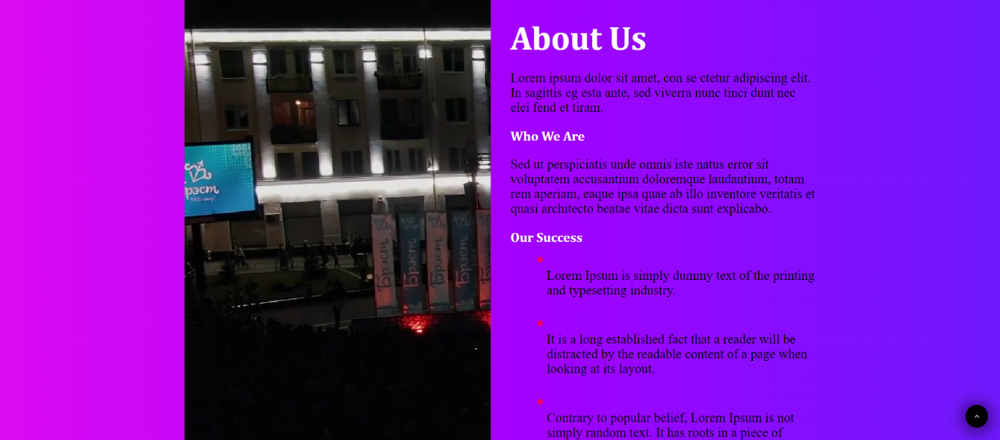 About Us
Lorem ipsum dolor sit amet, con se ctetur adipiscing elit.
In sagittis eg esta ante, sed viverra nunc tinci dunt nec
elei fend et tiram.
Who We Are
Sed ut perspiciatis unde omnis iste natus error sit
voluptatem accusantium doloremque laudantium, totam
rem aperiam, eaque ipsa quae ab illo inventore veritatis et
quasi architecto beatae vitae dicta sunt explicabo.
Our Success
Lorem Ipsum is simply dummy text of the printing
and typesetting industry.
It is a long established fact that a reader will be
distracted by the readable content of a page when
looking at its layout.
Contrary to popular belief, Lorem Ipsum is not
simply random text. It has roots in a piece of
рэст
Брэст
Брэст
Брэст
Брэст